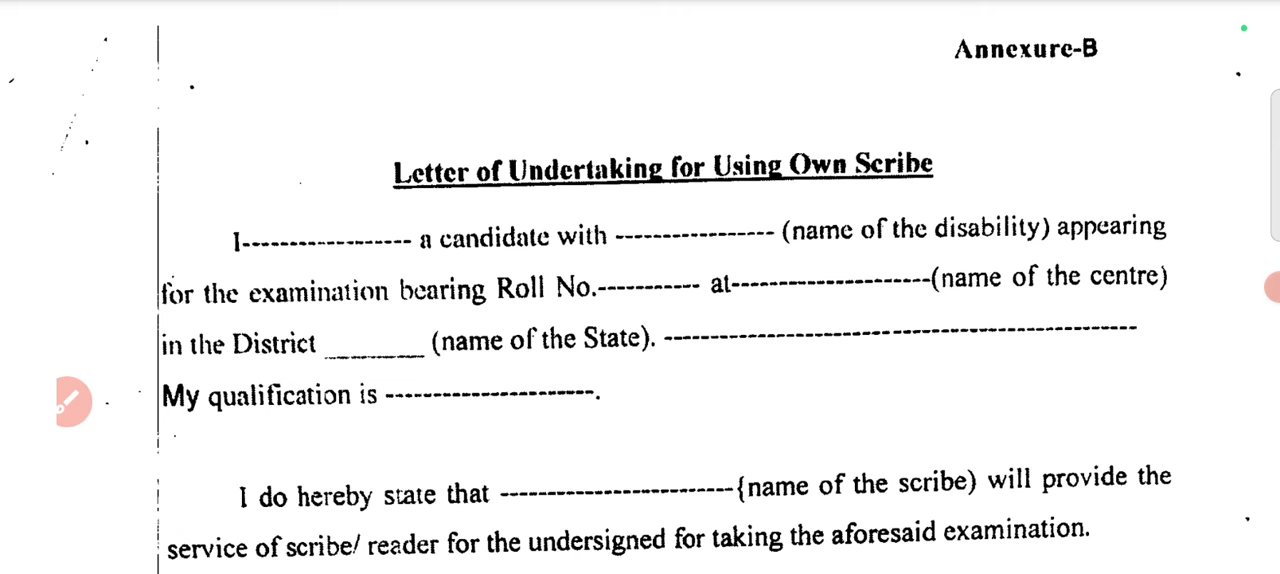 Annexure-B
Letter of Undertaking for Using Own Scribe
I------------------ a candidate with ----------------- (name of the disability) appearing
for the examination bearing Roll No.----------- at---------------------(name of the centre)
in the District _______ (name of the State). --------------------------------------------------
My qualification is ----------------------.
I do hereby state that -------------------------{name of the scribe) will provide the
service of scribe/ reader for the undersigned for taking the aforesaid examination.